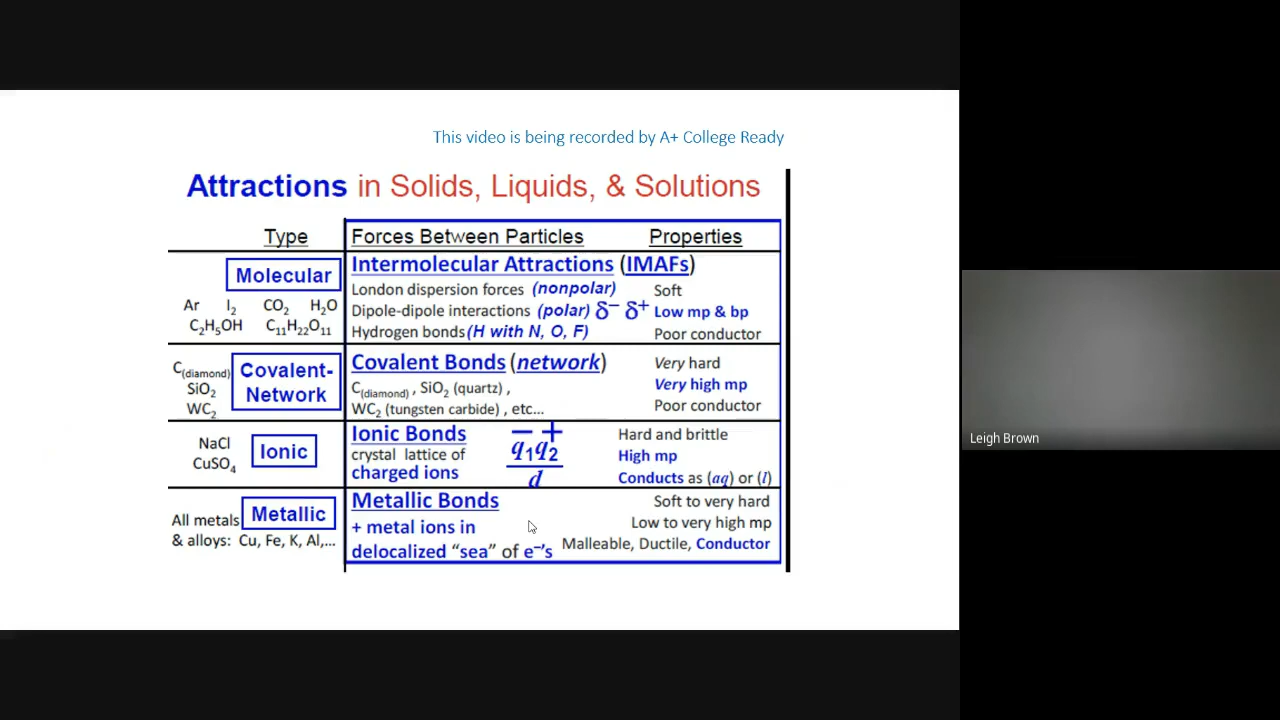 This video is being recorded by A+ College Ready
Attractions in Solids, Liquids, & Solutions
Type Forces Between Particles Properties
Molecular
Ar I₂ CO₂ H₂O
C₂H₅OH C₁₁H₂₂O₁₁
Intermolecular Attractions (IMAFs)
London dispersion forces (nonpolar) Soft
Dipole-dipole interactions (polar) δ⁻ δ⁺ Low mp & bp
Hydrogen bonds (H with N, O, F) Poor conductor
C(diamond)
SiO₂
WC₂
Covalent-
Network
Covalent Bonds (network) Very hard
C(diamond) , SiO₂ (quartz) , Very high mp
WC₂ (tungsten carbide) , etc... Poor conductor
NaCl
CuSO₄
Ionic
Ionic Bonds − + Hard and brittle
crystal lattice of q₁q₂ High mp
charged ions d Conducts as (aq) or (l)
All metals
& alloys: Cu, Fe, K, Al,...
Metallic
Metallic Bonds Soft to very hard
+ metal ions in Low to very high mp
delocalized “sea” of e⁻’s Malleable, Ductile, Conductor
Leigh Brown